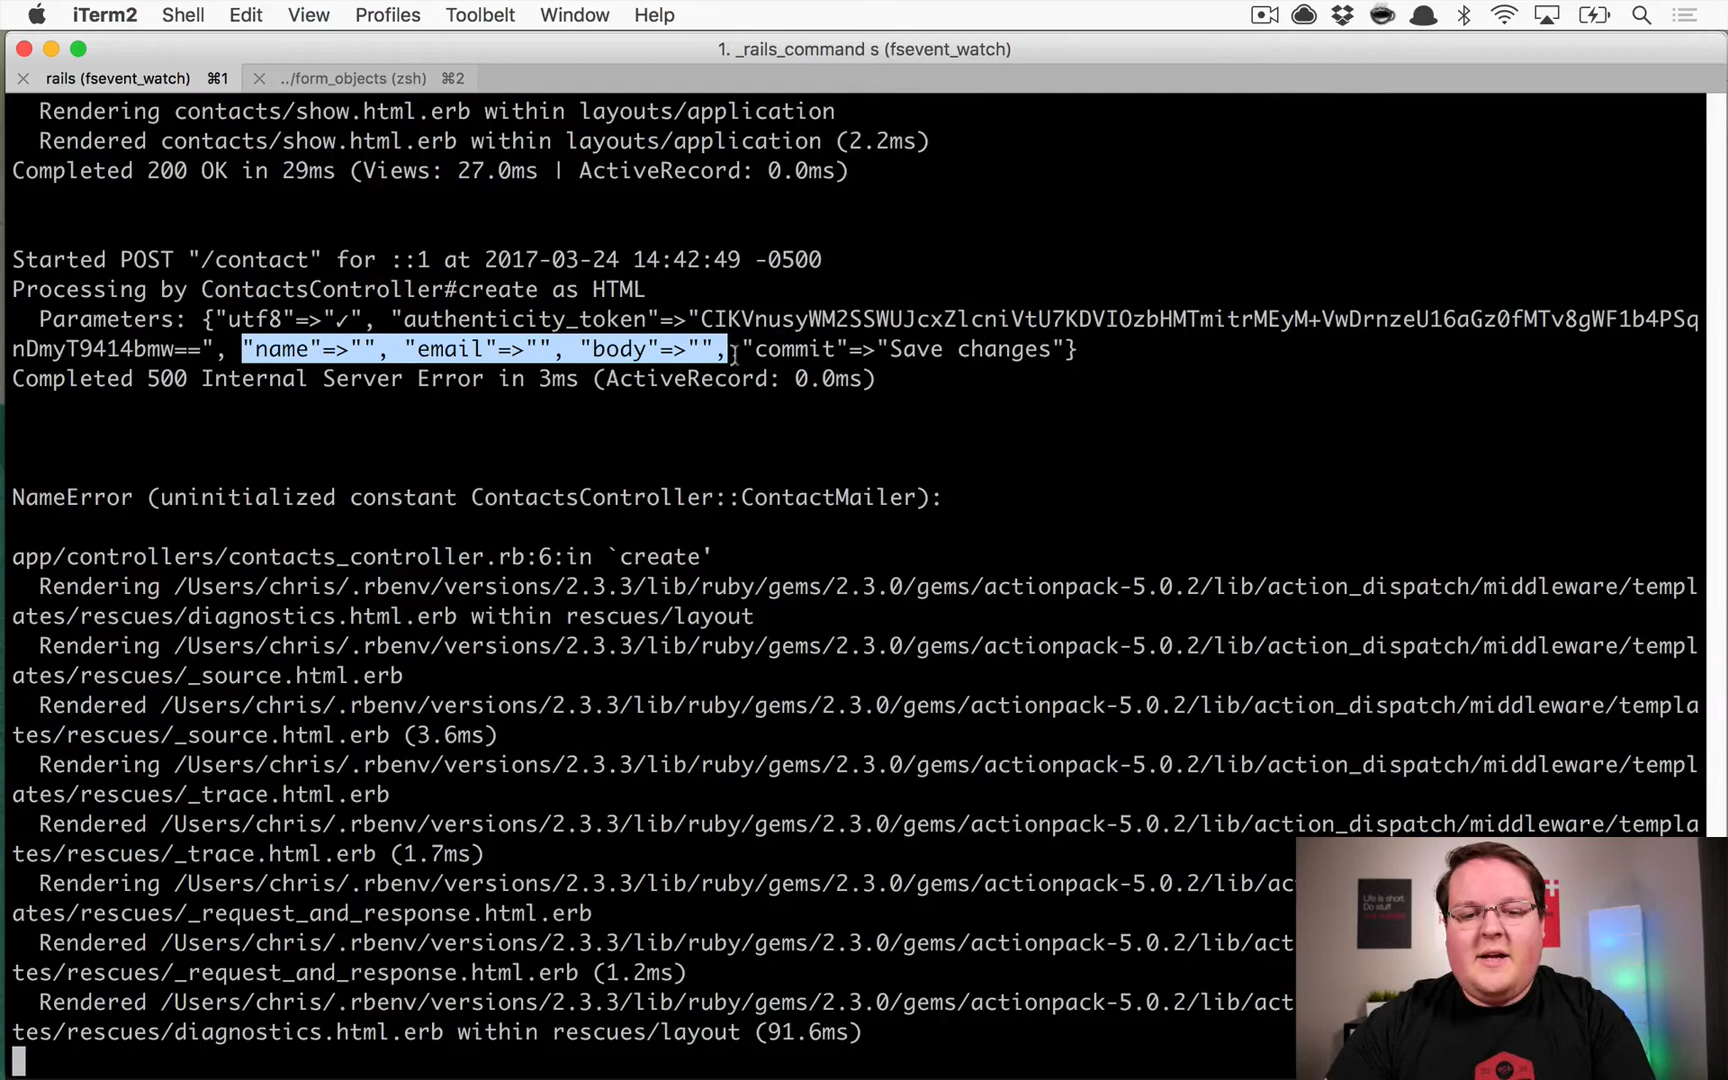 iTerm2 Shell Edit View Profiles Toolbelt Window Help
1. _rails_command s (fsevent_watch)
rails (fsevent_watch) ⌘1 ../form_objects (zsh) ⌘2
Rendering contacts/show.html.erb within layouts/application
Rendered contacts/show.html.erb within layouts/application (2.2ms)
Completed 200 OK in 29ms (Views: 27.0ms | ActiveRecord: 0.0ms)
Started POST "/contact" for ::1 at 2017-03-24 14:42:49 -0500
Processing by ContactsController#create as HTML
Parameters: {"utf8"=>"✓", "authenticity_token"=>"CIKVnusyWM2SSWUJcxZlcniVtU7KDVIOzbHMTmitrMEyM+VwDrnzeU16aGz0fMTv8gWF1b4PSq
nDmyT9414bmw==", "name"=>"", "email"=>"", "body"=>"", "commit"=>"Save changes"}
Completed 500 Internal Server Error in 3ms (ActiveRecord: 0.0ms)
NameError (uninitialized constant ContactsController::ContactMailer):
app/controllers/contacts_controller.rb:6:in `create'
Rendering /Users/chris/.rbenv/versions/2.3.3/lib/ruby/gems/2.3.0/gems/actionpack-5.0.2/lib/action_dispatch/middleware/templ
ates/rescues/diagnostics.html.erb within rescues/layout
Rendering /Users/chris/.rbenv/versions/2.3.3/lib/ruby/gems/2.3.0/gems/actionpack-5.0.2/lib/action_dispatch/middleware/templ
ates/rescues/_source.html.erb
Rendered /Users/chris/.rbenv/versions/2.3.3/lib/ruby/gems/2.3.0/gems/actionpack-5.0.2/lib/action_dispatch/middleware/templa
tes/rescues/_source.html.erb (3.6ms)
Rendering /Users/chris/.rbenv/versions/2.3.3/lib/ruby/gems/2.3.0/gems/actionpack-5.0.2/lib/action_dispatch/middleware/templ
ates/rescues/_trace.html.erb
Rendered /Users/chris/.rbenv/versions/2.3.3/lib/ruby/gems/2.3.0/gems/actionpack-5.0.2/lib/action_dispatch/middleware/templa
tes/rescues/_trace.html.erb (1.7ms)
Rendering /Users/chris/.rbenv/versions/2.3.3/lib/ruby/gems/2.3.0/gems/actionpack-5.0.2/lib/
ates/rescues/_request_and_response.html.erb
Rendered /Users/chris/.rbenv/versions/2.3.3/lib/ruby/gems/2.3.0/gems/actionpack-5.0.2/lib/act
tes/rescues/_request_and_response.html.erb (1.2ms)
Rendered /Users/chris/.rbenv/versions/2.3.3/lib/ruby/gems/2.3.0/gems/actionpack-5.0.2/lib/act
tes/rescues/diagnostics.html.erb within rescues/layout (91.6ms)
Life is short.
Do stuff